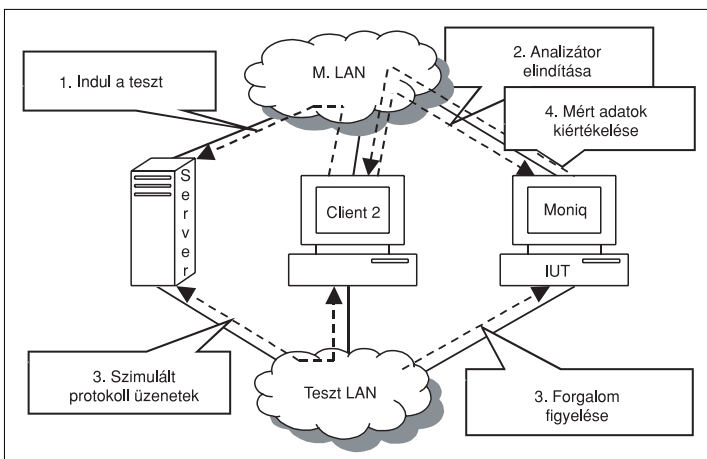 1. Indul a teszt
M. LAN
2. Analizátor
elindítása
4. Mért adatok
kiértékelése
Server
Client 2
Moniq
IUT
3. Szimulált
protokoll üzenetek
Teszt LAN
3. Forgalom
figyelése